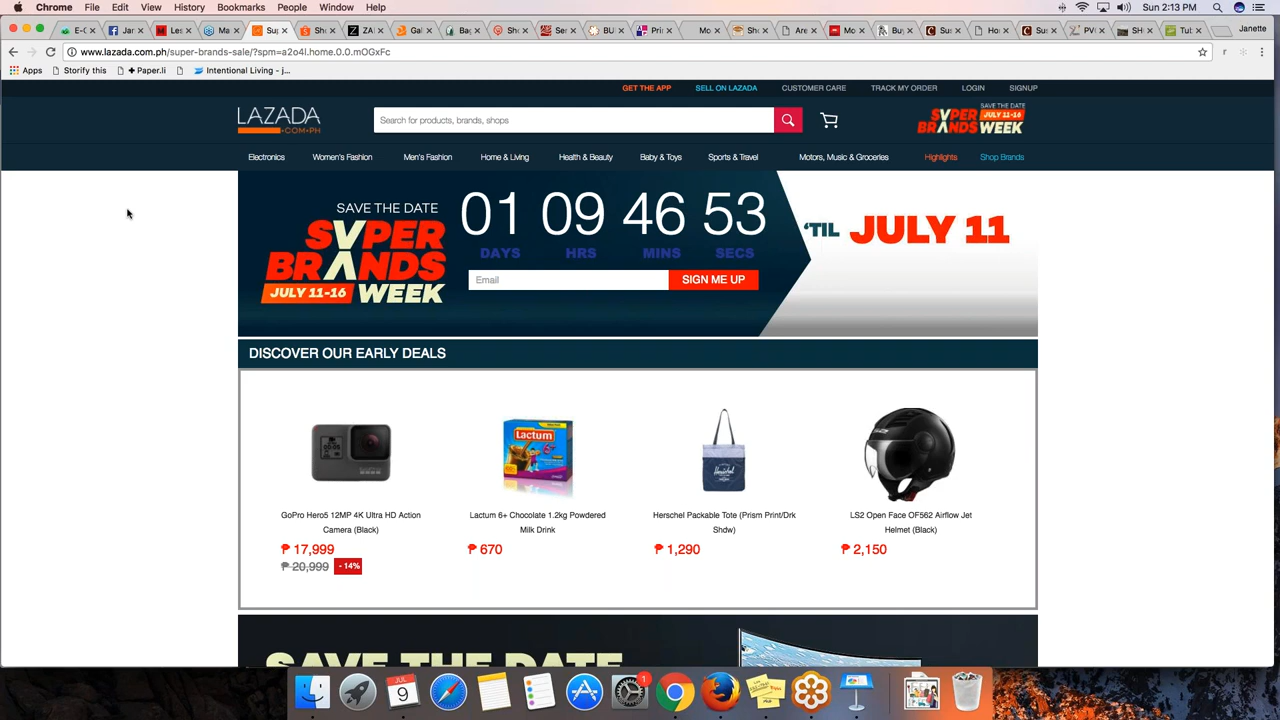 Chrome File Edit View History Bookmarks People Window Help Sun 2:13 PM
Janette
www.lazada.com.ph/super-brands-sale/?spm=a2o4l.home.0.0.mOGxFc
Apps Storify this + Paper.li Intentional Living - j...
GET THE APP SELL ON LAZADA CUSTOMER CARE TRACK MY ORDER LOGIN SIGNUP
LAZADA
.COM.PH
Search for products, brands, shops
SAVE THE DATE
JULY 11-16
SUPER
BRANDS WEEK
Electronics Women's Fashion Men's Fashion Home & Living Health & Beauty Baby & Toys Sports & Travel Motors, Music & Groceries Highlights Shop Brands
SAVE THE DATE
SUPER
BRANDS
JULY 11-16 WEEK
01 09 46 53
DAYS HRS MINS SECS
Email SIGN ME UP
'TIL JULY 11
DISCOVER OUR EARLY DEALS
Lactum
Herschel
GoPro Hero5 12MP 4K Ultra HD Action
Camera (Black)
₱ 17,999
₱ 20,999 - 14%
Lactum 6+ Chocolate 1.2kg Powdered
Milk Drink
₱ 670
Herschel Packable Tote (Prism Print/Drk
Shdw)
₱ 1,290
LS2 Open Face OF562 Airflow Jet
Helmet (Black)
₱ 2,150
SAVE THE DATE
JUL
9
1